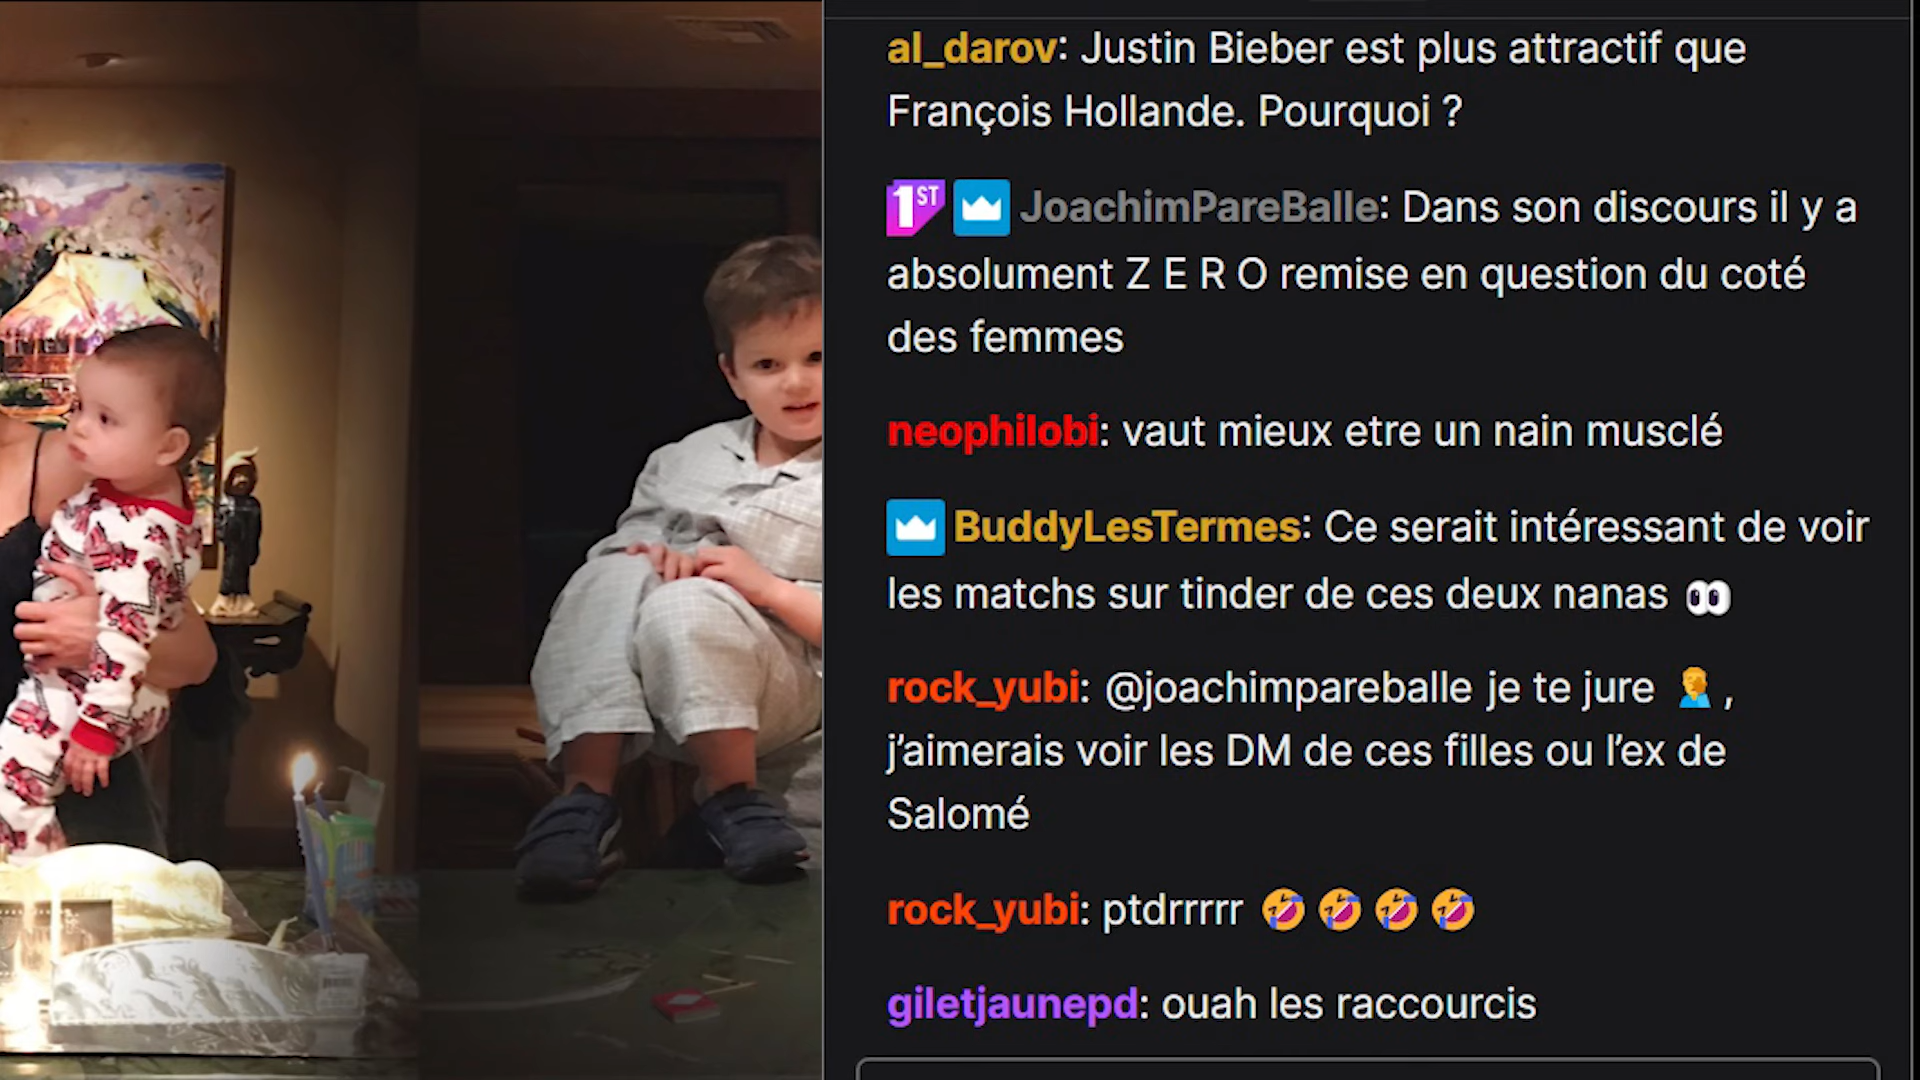 al_darov: Justin Bieber est plus attractif que
François Hollande. Pourquoi ?
1ST JoachimPareBalle: Dans son discours il y a
absolument Z E R O remise en question du coté
des femmes
neophilobi: vaut mieux etre un nain musclé
BuddyLesTermes: Ce serait intéressant de voir
les matchs sur tinder de ces deux nanas 👀
rock_yubi: @joachimpareballe je te jure 🤦‍♂️ ,
j’aimerais voir les DM de ces filles ou l’ex de
Salomé
rock_yubi: ptdrrrrr 🤣 🤣 🤣 🤣
giletjaunepd: ouah les raccourcis